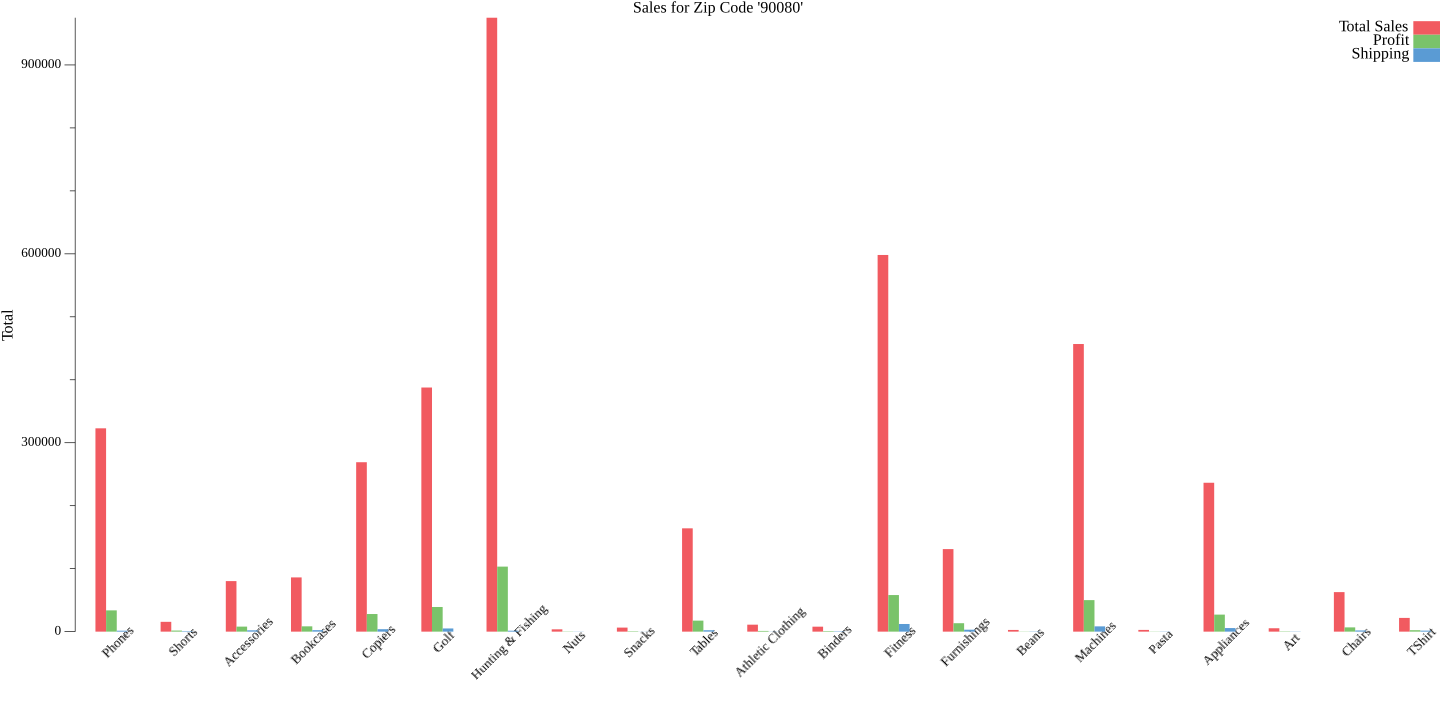 Sales for Zip Code '90080'
Total Sales
Profit
Shipping
900000
600000
300000
0
Total
Phones
Shorts
Accessories
Bookcases
Copiers
Golf
Hunting & Fishing
Nuts
Snacks
Tables
Athletic Clothing
Binders
Fitness
Furnishings
Beans
Machines
Pasta
Appliances
Art
Chairs
TShirt